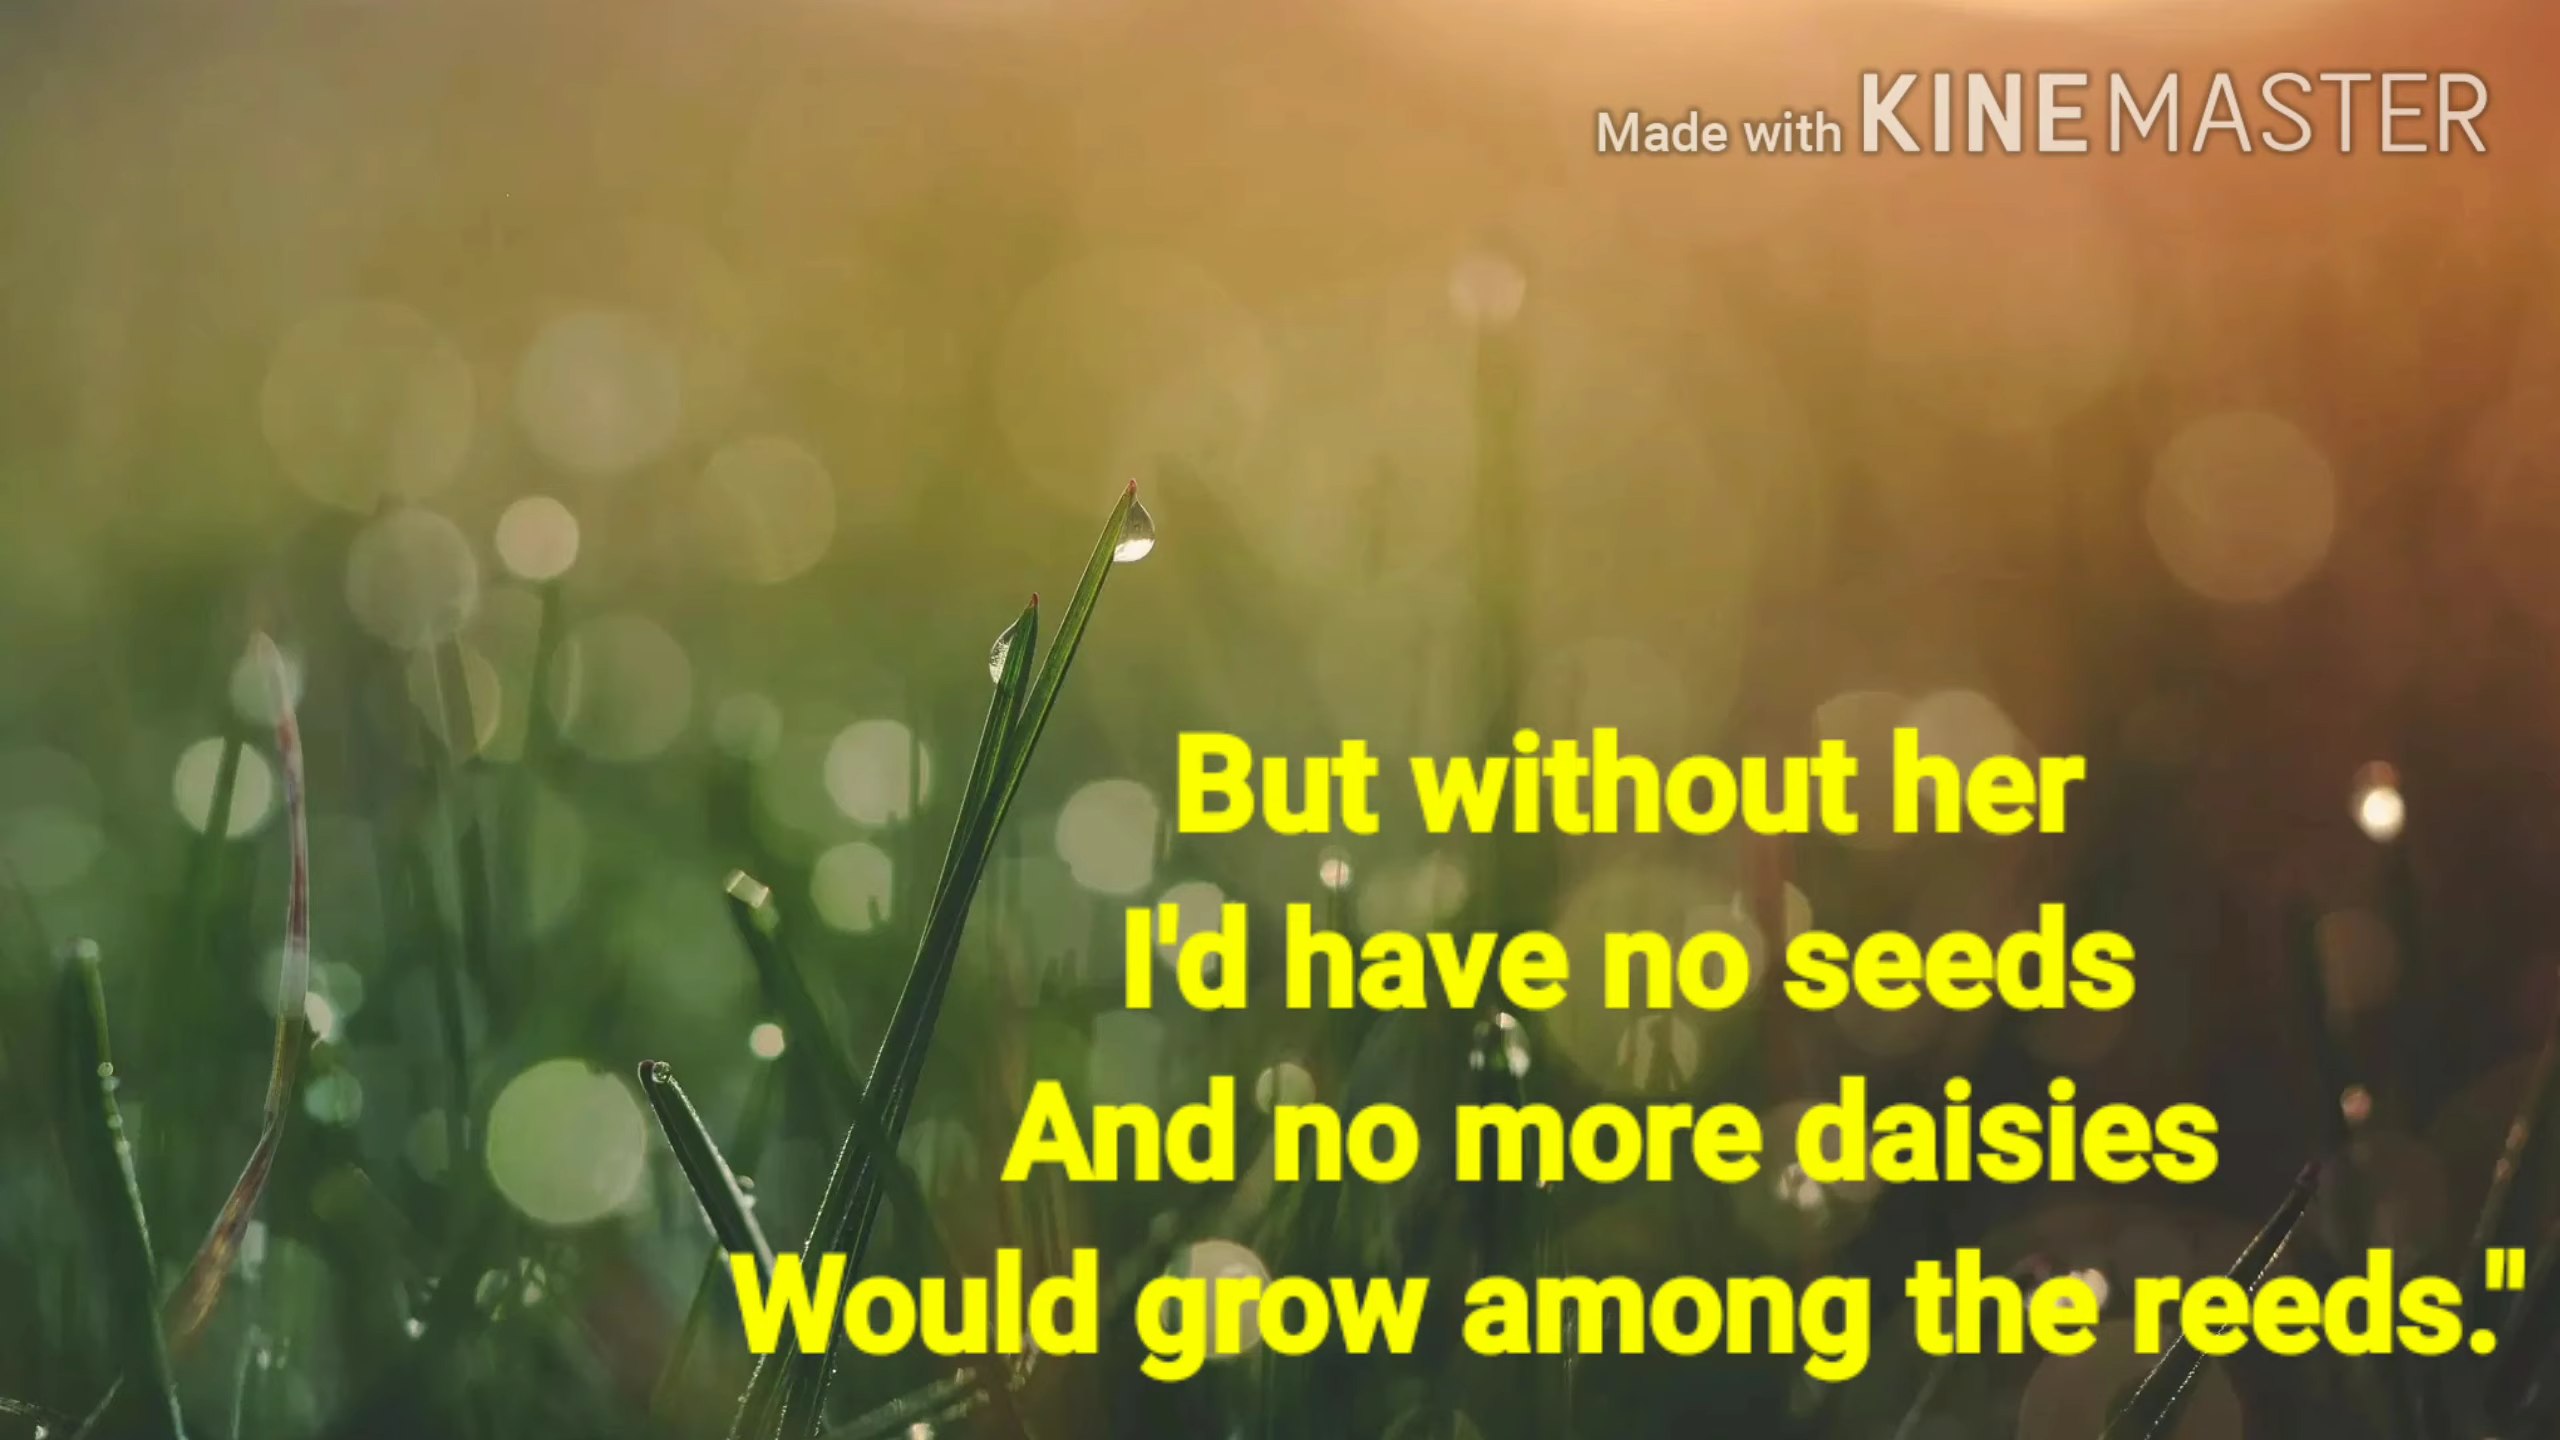 Made with KINEMASTER
But without her
I'd have no seeds
And no more daisies
Would grow among the reeds."